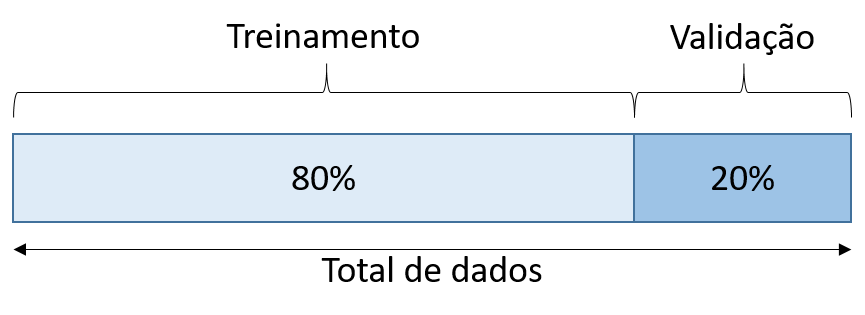 Treinamento
Validação
80%
20%
Total de dados